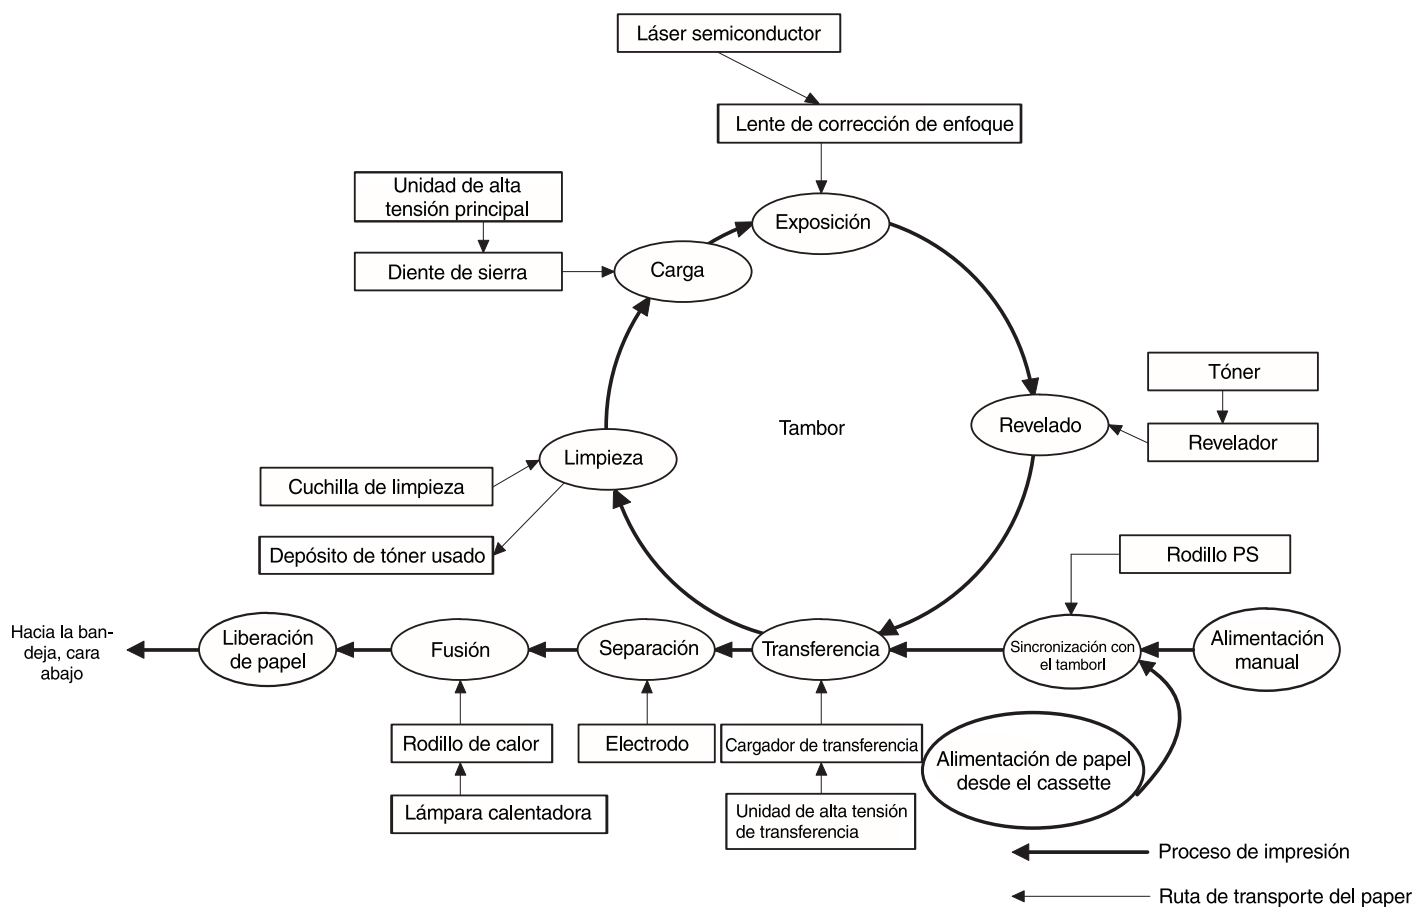 Láser semiconductor
Lente de corrección de enfoque
Unidad de alta
tensión principal
Exposición
Diente de sierra
Carga
Tóner
Tambor
Revelado
Revelador
Limpieza
Cuchilla de limpieza
Depósito de tóner usado
Rodillo PS
Hacia la ban-
deja, cara
abajo
Liberación
de papel
Fusión
Separación
Transferencia
Sincronización con
el tamborl
Alimentación
manual
Rodillo de calor
Electrodo
Cargador de transferencia
Alimentación de papel
desde el cassette
Lámpara calentadora
Unidad de alta tensión
de transferencia
Proceso de impresión
Ruta de transporte del paper